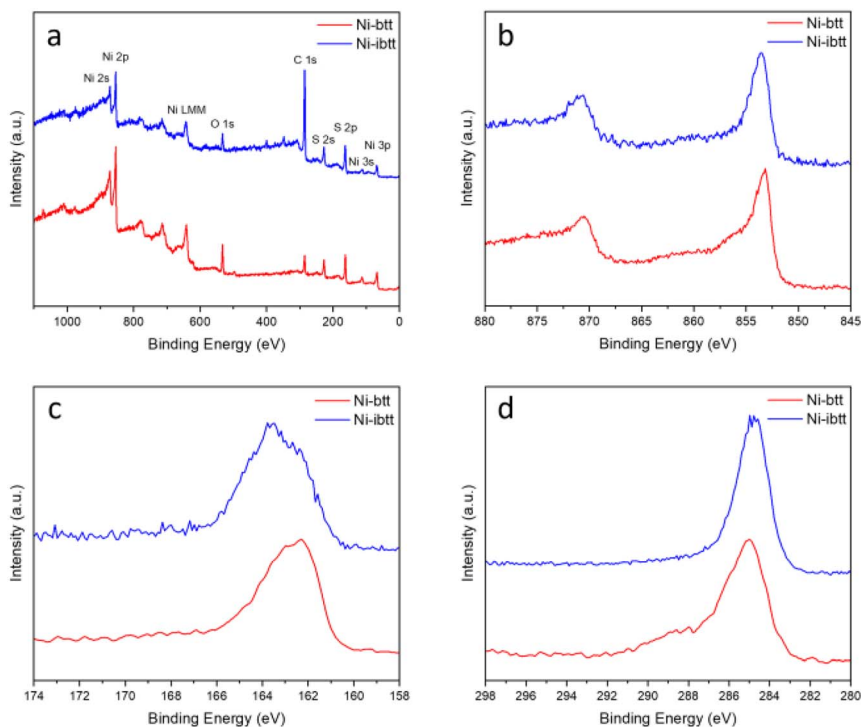 a
Ni-btt
Ni-ibtt
Ni 2p
Ni 2s
C 1s
Ni LMM
O 1s
S 2p
S 2s
Ni 3p
Ni 3s
Intensity (a.u.)
1000 800 600 400 200 0
Binding Energy (eV)
b
Ni-btt
Ni-ibtt
Intensity (a.u.)
880 875 870 865 860 855 850 845
Binding Energy (eV)
c
Ni-btt
Ni-ibtt
Intensity (a.u.)
174 172 170 168 166 164 162 160 158
Binding Energy (eV)
d
Ni-btt
Ni-ibtt
Intensity (a.u.)
298 296 294 292 290 288 286 284 282 280
Binding Energy (eV)